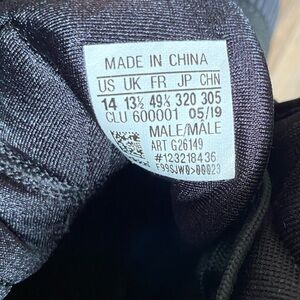 MADE IN CHINA
US UK FR JP CHN
14 13½ 49⅓ 320 305
CLU 600001 05/19
MALE/MALE
ART G26149
#123218436